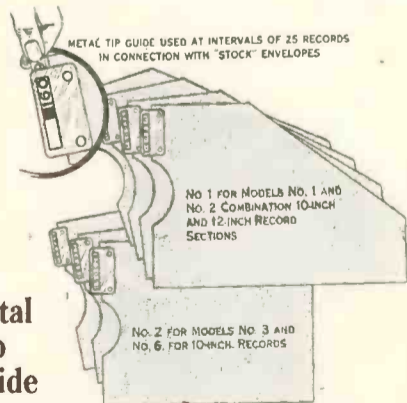 METAL TIP GUIDE USED AT INTERVALS OF 25 RECORDS
IN CONNECTION WITH "STOCK" ENVELOPES
160
NO 1 FOR MODELS NO. 1 AND
NO. 2 COMBINATION 10-INCH
AND 12-INCH RECORD
SECTIONS
tal
o
ide
NO. 2 FOR MODELS NO. 3 AND
NO. 6. FOR 10-INCH. RECORDS